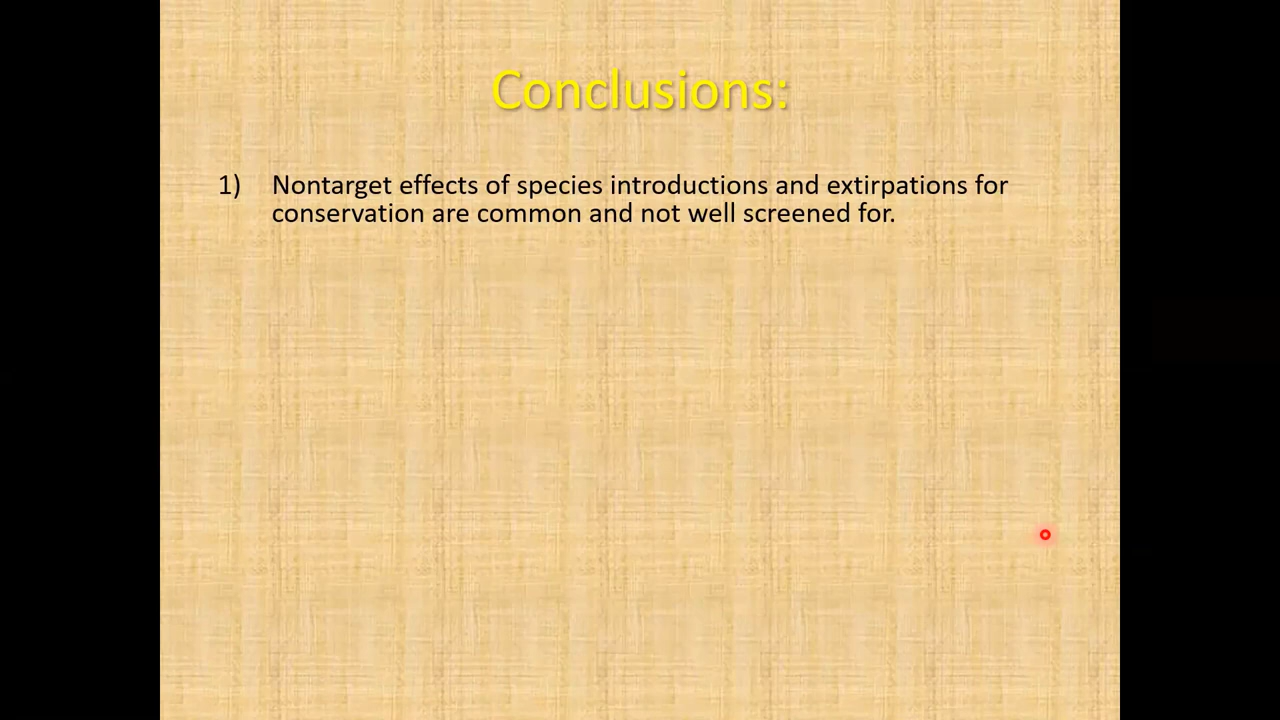 Conclusions:
1) Nontarget effects of species introductions and extirpations for
conservation are common and not well screened for.